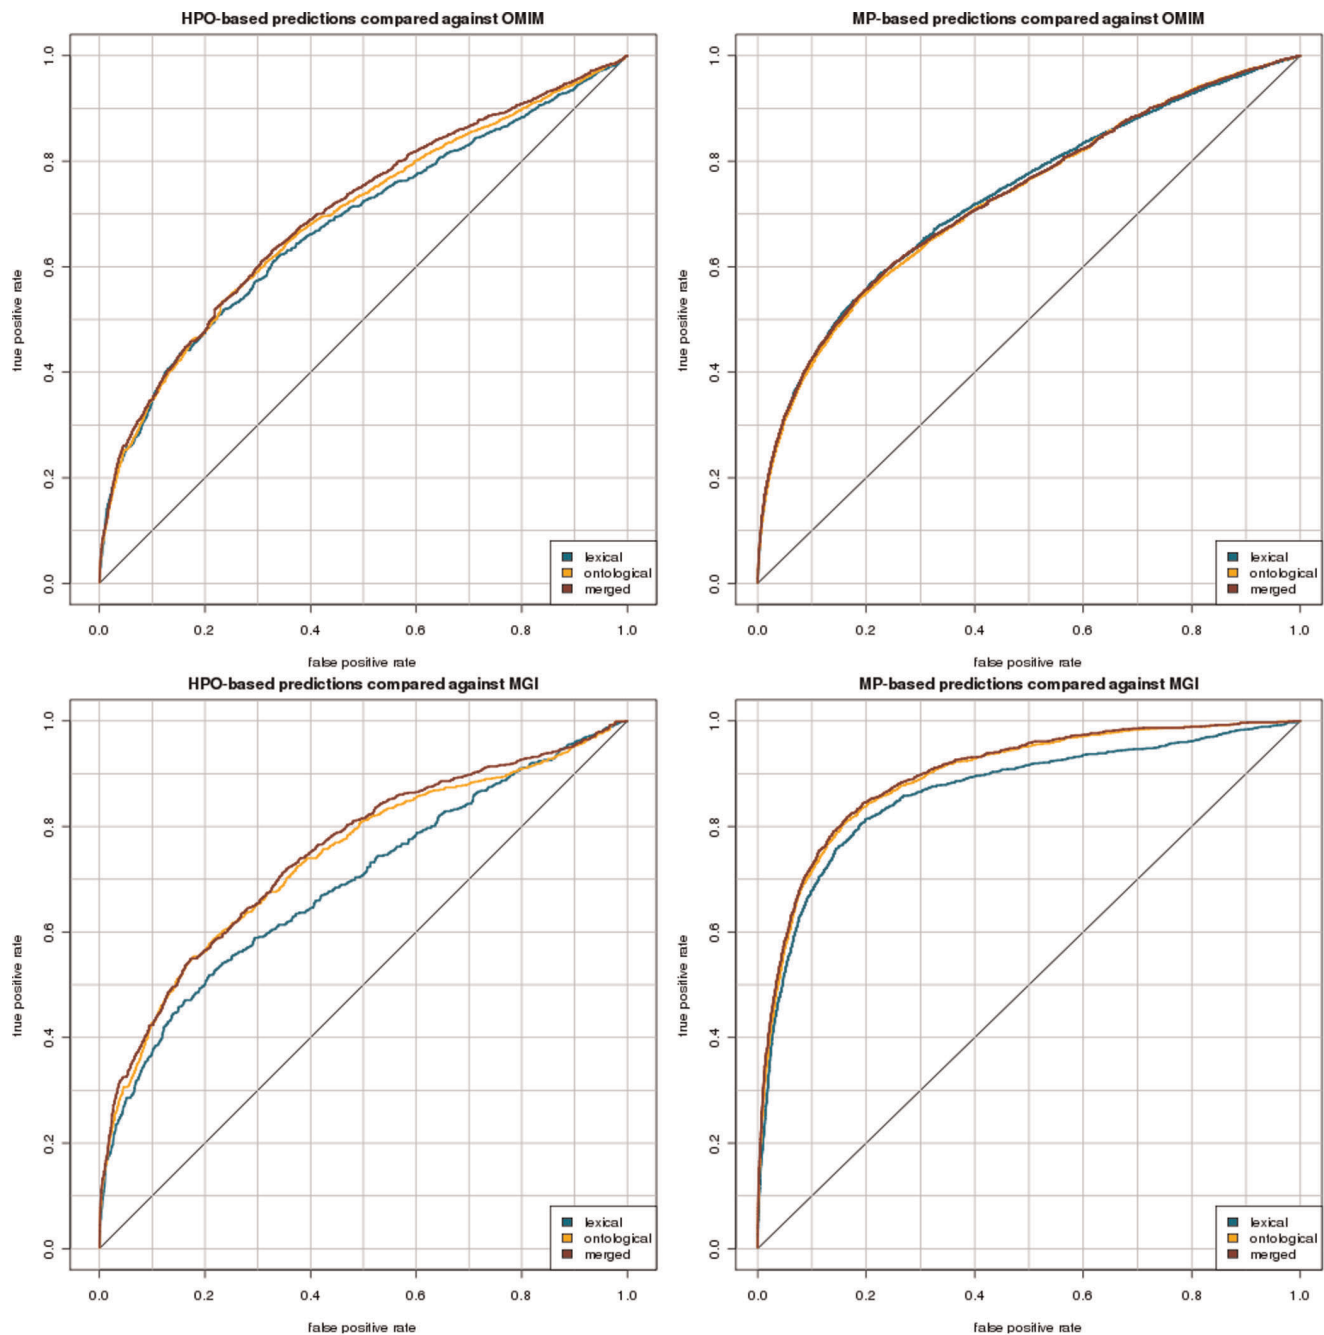 HPO-based predictions compared against OMIM
true positive rate
1.0
0.8
0.6
0.4
0.2
0.0
lexical
ontological
merged
0.0 0.2 0.4 0.6 0.8 1.0
false positive rate
MP-based predictions compared against OMIM
true positive rate
1.0
0.8
0.6
0.4
0.2
0.0
lexical
ontological
merged
0.0 0.2 0.4 0.6 0.8 1.0
false positive rate
HPO-based predictions compared against MGI
true positive rate
1.0
0.8
0.6
0.4
0.2
0.0
lexical
ontological
merged
0.0 0.2 0.4 0.6 0.8 1.0
false positive rate
MP-based predictions compared against MGI
true positive rate
1.0
0.8
0.6
0.4
0.2
0.0
lexical
ontological
merged
0.0 0.2 0.4 0.6 0.8 1.0
false positive rate